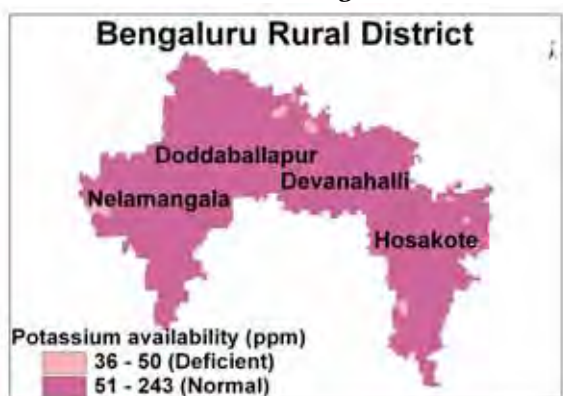 Bengaluru Rural District
Doddaballapur
Devanahalli
Nelamangala
Hosakote
Potassium availability (ppm)
36 - 50 (Deficient)
51 - 243 (Normal)